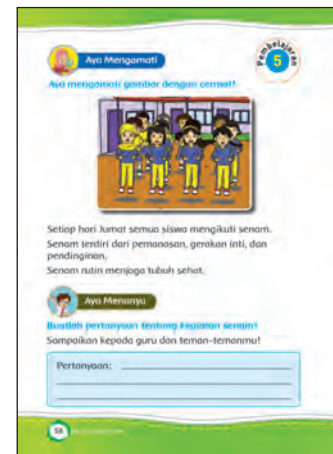 Ayo Mengamati
Pembelajaran
5
Ayo mengamati gambar dengan cermat!
Setiap hari Jumat semua siswa mengikuti senam.
Senam terdiri dari pemanasan, gerakan inti, dan
pendinginan.
Senam rutin menjaga tubuh sehat.
Ayo Menanya
Buatlah pertanyaan tentang kegiatan senam!
Sampaikan kepada guru dan teman-temanmu!
Pertanyaan:
58